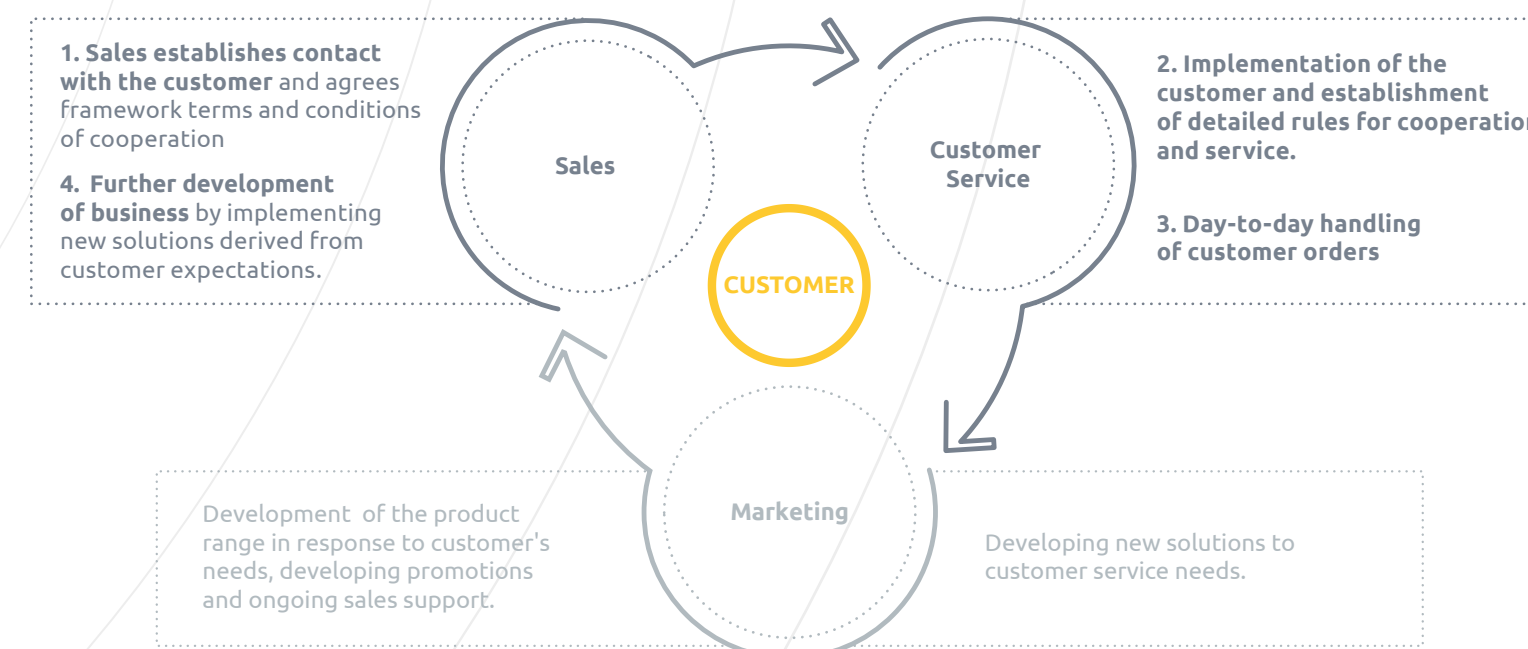 1. Sales establishes contact
with the customer and agrees
framework terms and conditions
of cooperation
4. Further development
of business by implementing
new solutions derived from
customer expectations.
Sales
Customer
Service
2. Implementation of the
customer and establishment
of detailed rules for cooperation
and service.
3. Day-to-day handling
of customer orders
CUSTOMER
Marketing
Development of the product
range in response to customer's
needs, developing promotions
and ongoing sales support.
Developing new solutions to
customer service needs.